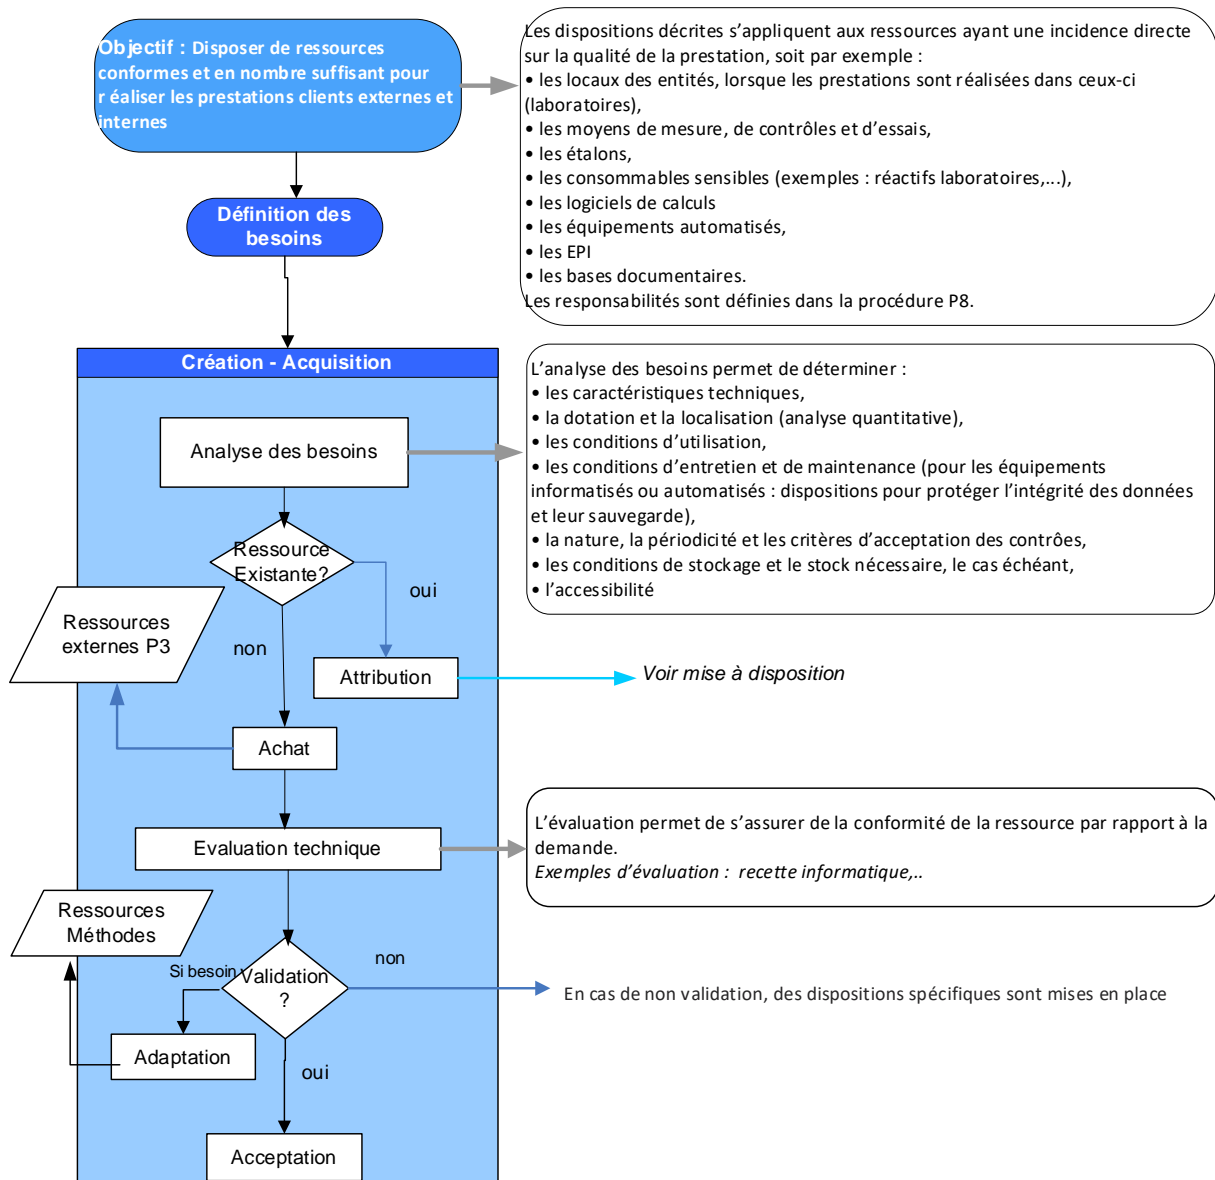 Objectif : Disposer de ressources
conformes et en nombre suffisant pour
r éaliser les prestations clients externes et
internes
Les dispositions décrites s’appliquent aux ressources ayant une incidence directe
sur la qualité de la prestation, soit par exemple :
• les locaux des entités, lorsque les prestations sont réalisées dans ceux-ci
(laboratoires),
• les moyens de mesure, de contrôles et d’essais,
• les étalons,
• les consommables sensibles (exemples : réactifs laboratoires,...),
• les logiciels de calculs
• les équipements automatisés,
• les EPI
• les bases documentaires.
Les responsabilités sont définies dans la procédure P8.
Définition des
besoins
Création - Acquisition
Analyse des besoins
L’analyse des besoins permet de déterminer :
• les caractéristiques techniques,
• la dotation et la localisation (analyse quantitative),
• les conditions d’utilisation,
• les conditions d’entretien et de maintenance (pour les équipements
informatisés ou automatisés : dispositions pour protéger l’intégrité des données
et leur sauvegarde),
• la nature, la périodicité et les critères d’acceptation des contrôes,
• les conditions de stockage et le stock nécessaire, le cas échéant,
• l’accessibilité
Ressource
Existante?
oui
non
Ressources
externes P3
Attribution
Voir mise à disposition
Achat
Evaluation technique
L’évaluation permet de s’assurer de la conformité de la ressource par rapport à la
demande.
Exemples d’évaluation : recette informatique,..
Ressources
Méthodes
Si besoin
Validation
?
non
En cas de non validation, des dispositions spécifiques sont mises en place
Adaptation
oui
Acceptation